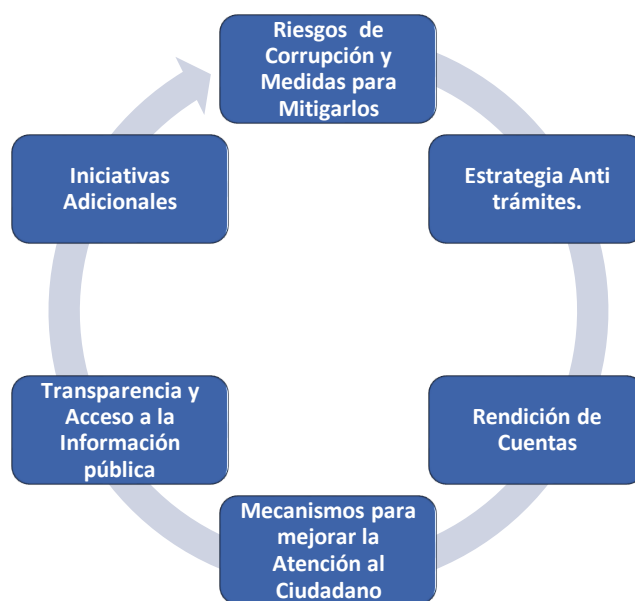 Riesgos de
Corrupción y
Medidas para
Mitigarlos
Estrategia Anti
trámites.
Rendición de
Cuentas
Mecanismos para
mejorar la
Atención al
Ciudadano
Transparencia y
Acceso a la
Información
pública
Iniciativas
Adicionales